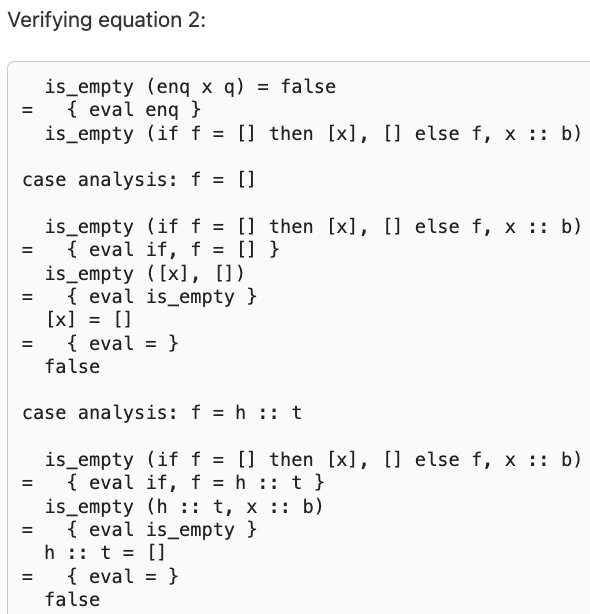 Verifying equation 2:
is_empty (enq x q) = false
= { eval enq }
is_empty (if f = [] then [x], [] else f, x :: b)
case analysis: f = []
is_empty (if f = [] then [x], [] else f, x :: b)
= { eval if, f = [] }
is_empty ([x], [])
= { eval is_empty }
[x] = []
= { eval = }
false
case analysis: f = h :: t
is_empty (if f = [] then [x], [] else f, x :: b)
= { eval if, f = h :: t }
is_empty (h :: t, x :: b)
= { eval is_empty }
h :: t = []
= { eval = }
false